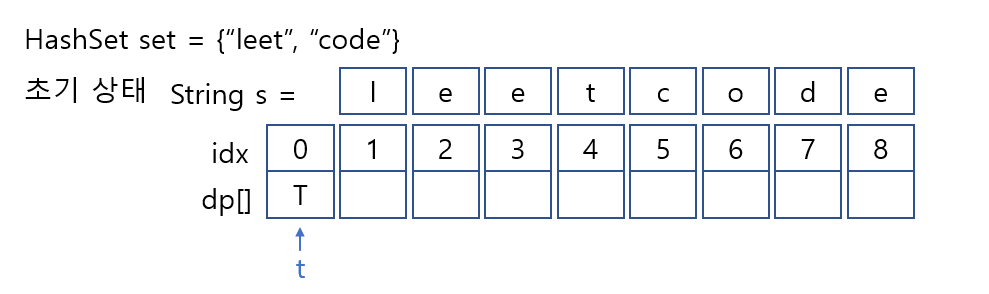 HashSet set = {“leet”, “code”}
초기 상태 String s = l e e t c o d e
idx 0 1 2 3 4 5 6 7 8
dp[] T
t